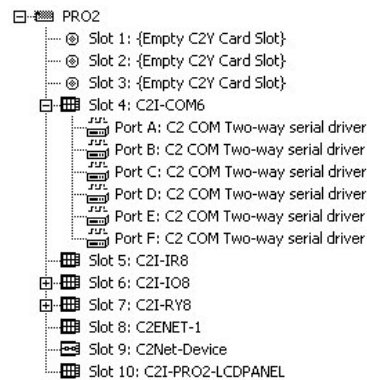 PRO2
Slot 1: {Empty C2Y Card Slot}
Slot 2: {Empty C2Y Card Slot}
Slot 3: {Empty C2Y Card Slot}
Slot 4: C2I-COM6
Port A: C2 COM Two-way serial driver
Port B: C2 COM Two-way serial driver
Port C: C2 COM Two-way serial driver
Port D: C2 COM Two-way serial driver
Port E: C2 COM Two-way serial driver
Port F: C2 COM Two-way serial driver
Slot 5: C2I-IR8
Slot 6: C2I-IO8
Slot 7: C2I-RY8
Slot 8: C2ENET-1
Slot 9: C2Net-Device
Slot 10: C2I-PRO2-LCDPANEL